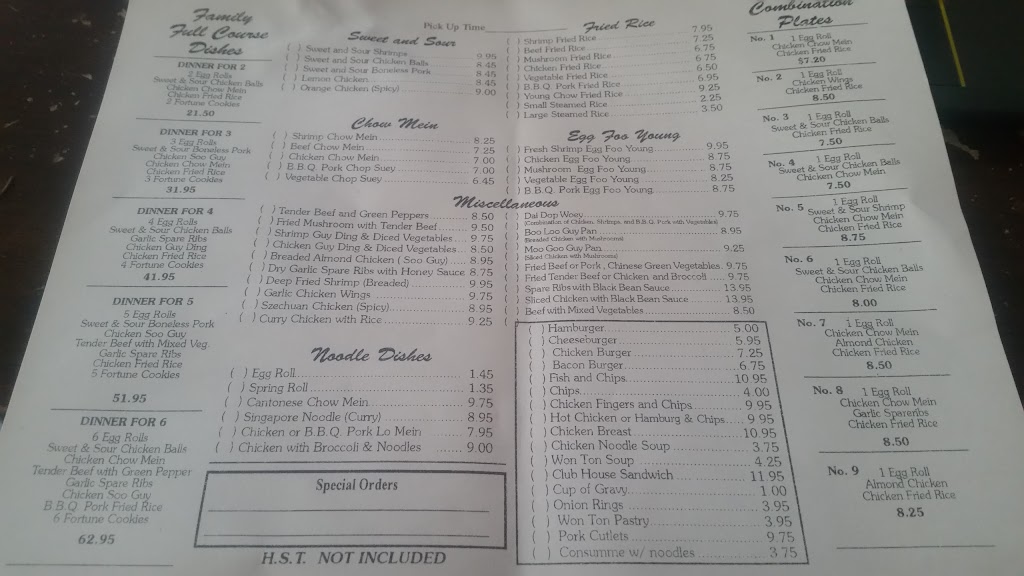 Family
Full Course
Dishes
DINNER FOR 2
2 Egg Rolls
Sweet & Sour Chicken Balls
Chicken Chow Mein
Chicken Fried Rice
2 Fortune Cookies
21.50
DINNER FOR 3
3 Egg Rolls
Sweet & Sour Boneless Pork
Chicken Soo Guy
Chicken Chow Mein
Chicken Fried Rice
3 Fortune Cookies
31.95
DINNER FOR 4
4 Egg Rolls
Sweet & Sour Chicken Balls
Garlic Spare Ribs
Chicken Guy Ding
Chicken Fried Rice
4 Fortune Cookies
41.95
DINNER FOR 5
5 Egg Rolls
Sweet & Sour Boneless Pork
Chicken Soo Guy
Tender Beef with Mixed Veg.
Garlic Spare Ribs
Chicken Fried Rice
5 Fortune Cookies
51.95
DINNER FOR 6
6 Egg Rolls
Sweet & Sour Chicken Balls
Chicken Chow Mein
Tender Beef with Green Pepper
Garlic Spare Ribs
Chicken Soo Guy
B.B.Q. Pork Fried Rice
6 Fortune Cookies
62.95
Pick Up Time
Sweet and Sour
( ) Sweet and Sour Shrimps 9.95
( ) Sweet and Sour Chicken Balls 8.45
( ) Sweet and Sour Boneless Pork 8.45
( ) Lemon Chicken 8.45
( ) Orange Chicken (Spicy) 9.00
Chow Mein
( ) Shrimp Chow Mein 8.25
( ) Beef Chow Mein 7.25
( ) Chicken Chow Mein 7.00
( ) B.B.Q. Pork Chop Suey 7.00
( ) Vegetable Chop Suey 6.45
Fried Rice
( ) Shrimp Fried Rice 7.95
( ) Beef Fried Rice 7.25
( ) Mushroom Fried Rice 6.75
( ) Chicken Fried Rice 6.75
( ) Vegetable Fried Rice 6.50
( ) B.B.Q. Pork Fried Rice 6.95
( ) Young Chow Fried Rice 9.25
( ) Small Steamed Rice 2.25
( ) Large Steamed Rice 3.50
Egg Foo Young
( ) Fresh Shrimp Egg Foo Young 9.95
( ) Chicken Egg Foo Young 8.75
( ) Mushroom Egg Foo Young 8.75
( ) Vegetable Egg Foo Young 8.25
( ) B.B.Q. Pork Egg Foo Young 8.75
Miscellaneous
( ) Tender Beef and Green Peppers 8.50
( ) Fried Mushroom with Tender Beef 9.50
( ) Shrimp Guy Ding & Diced Vegetables 9.75
( ) Chicken Guy Ding & Diced Vegetables 8.50
( ) Breaded Almond Chicken ( Soo Guy) 8.95
( ) Dry Garlic Spare Ribs with Honey Sauce 8.75
( ) Deep Fried Shrimp (Breaded) 9.95
( ) Garlic Chicken Wings 9.75
( ) Szechuan Chicken (Spicy) 8.95
( ) Curry Chicken with Rice 9.25
( ) Dai Dop Woey 9.75
(Combination of Chicken, Shrimps, and B.B.Q. Pork with Vegetables)
( ) Boo Loo Guy Pan 8.95
(Breaded Chicken with Mushrooms)
( ) Moo Goo Guy Pan 9.25
(Sliced Chicken with Mushrooms)
( ) Fried Beef or Pork , Chinese Green Vegetables 9.75
( ) Fried Tender Beef or Chicken and Broccoli 9.75
( ) Spare Ribs with Black Bean Sauce 13.95
( ) Sliced Chicken with Black Bean Sauce 13.95
( ) Beef with Mixed Vegetables 8.50
Noodle Dishes
( ) Egg Roll 1.45
( ) Spring Roll 1.35
( ) Cantonese Chow Mein 9.75
( ) Singapore Noodle (Curry) 8.95
( ) Chicken or B.B.Q. Pork Lo Mein 7.95
( ) Chicken with Broccoli & Noodles 9.00
Special Orders
H.S.T. NOT INCLUDED
( ) Hamburger 5.00
( ) Cheeseburger 5.95
( ) Chicken Burger 7.25
( ) Bacon Burger 6.75
( ) Fish and Chips 10.95
( ) Chips 4.00
( ) Chicken Fingers and Chips 9.95
( ) Hot Chicken or Hamburg & Chips 9.95
( ) Chicken Breast 10.95
( ) Chicken Noodle Soup 3.75
( ) Won Ton Soup 4.25
( ) Club House Sandwich 11.95
( ) Cup of Gravy 1.00
( ) Onion Rings 3.95
( ) Won Ton Pastry 3.95
( ) Pork Cutlets 9.75
( ) Consumme w/ noodles 3.75
Combination
Plates
No. 1 1 Egg Roll
Chicken Chow Mein
Chicken Fried Rice
$7.20
No. 2 1 Egg Roll
Chicken Wings
Chicken Fried Rice
8.50
No. 3 1 Egg Roll
Sweet & Sour Chicken Balls
Chicken Fried Rice
7.50
No. 4 1 Egg Roll
Sweet & Sour Chicken Balls
Chicken Chow Mein
7.50
No. 5 1 Egg Roll
Sweet & Sour Shrimp
Chicken Chow Mein
Chicken Fried Rice
8.75
No. 6 1 Egg Roll
Sweet & Sour Chicken Balls
Chicken Chow Mein
Chicken Fried Rice
8.00
No. 7 1 Egg Roll
Chicken Chow Mein
Almond Chicken
Chicken Fried Rice
8.50
No. 8 1 Egg Roll
Chicken Chow Mein
Garlic Spareribs
Chicken Fried Rice
8.50
No. 9 1 Egg Roll
Almond Chicken
Chicken Fried Rice
8.25